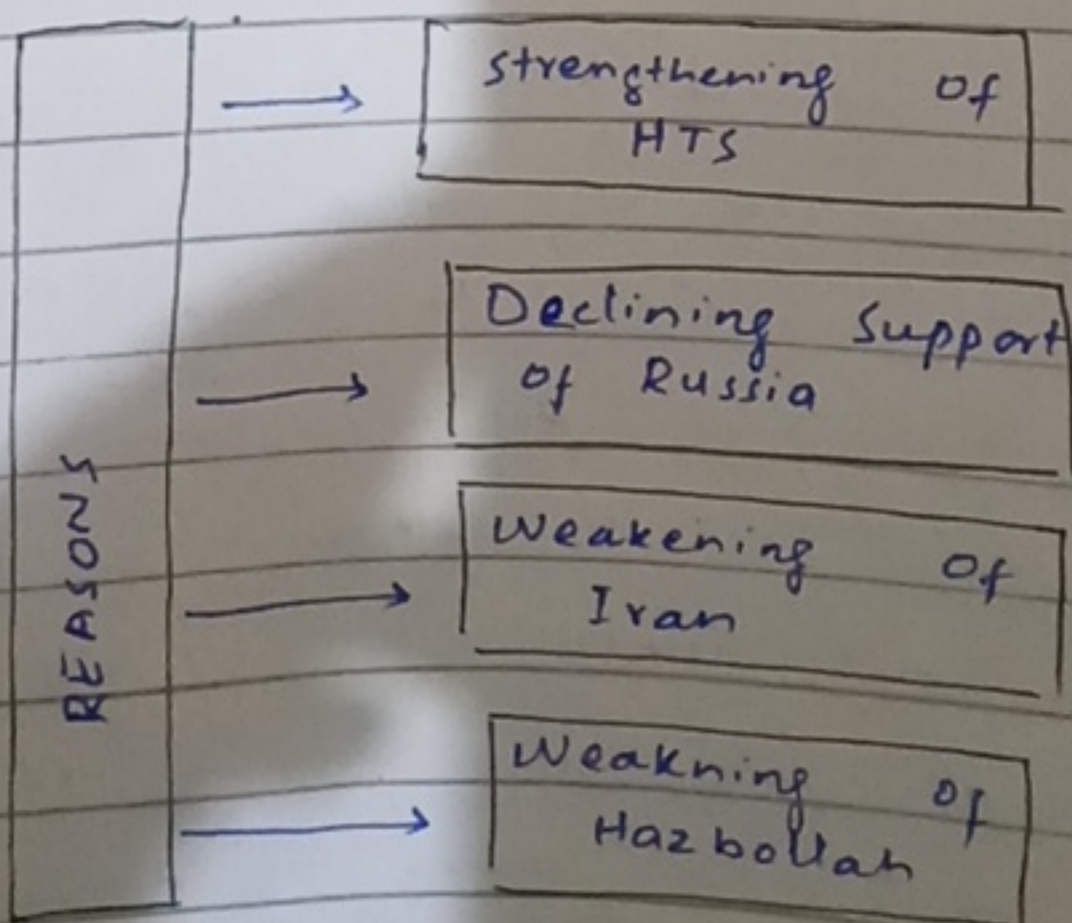 REASONS
strengthening of
HTS
Declining Support
of Russia
Weakening of
Iran
Weakning of
Hazbollah